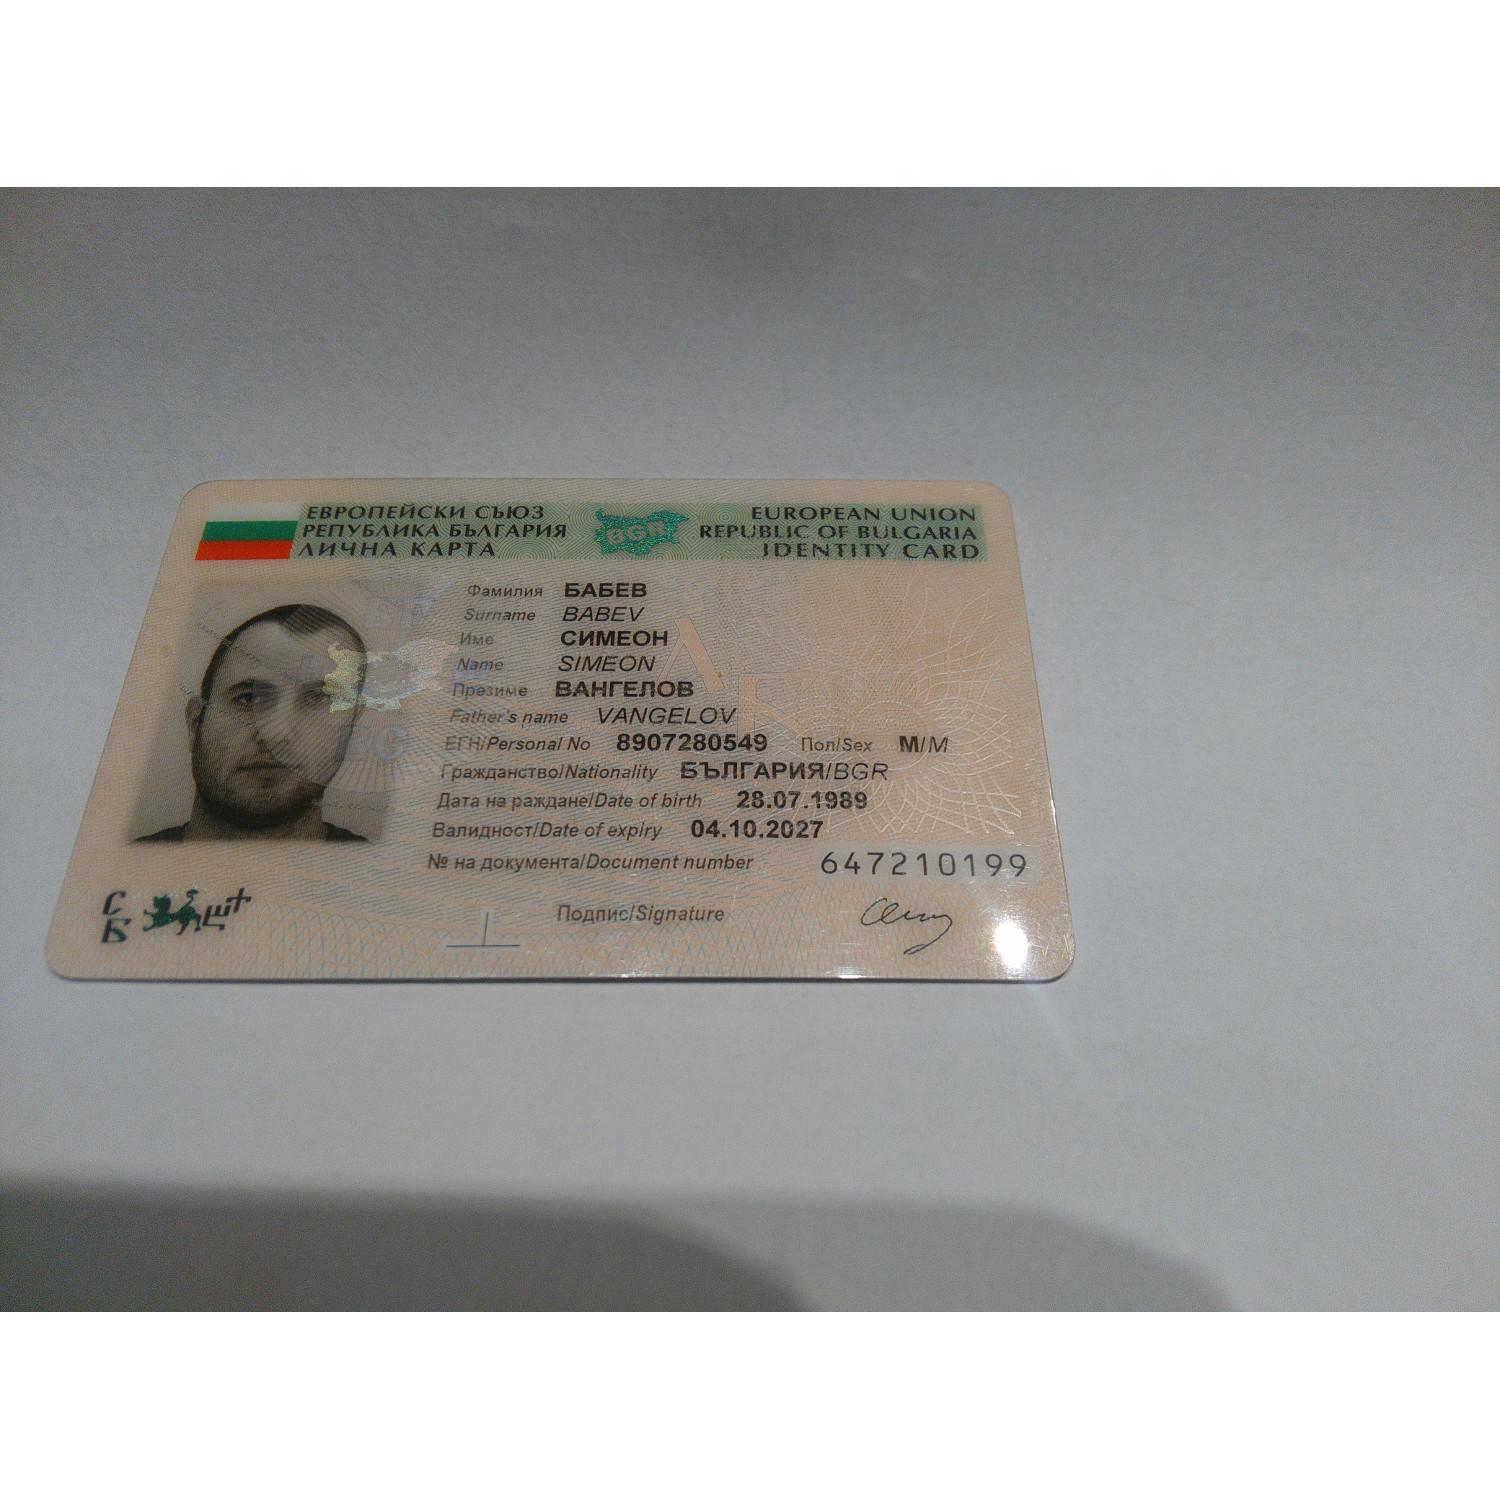 ЕВРОПЕЙСКИ СЪЮЗ
РЕПУБЛИКА БЪЛГАРИЯ
ЛИЧНА КАРТА
BGR
EUROPEAN UNION
REPUBLIC OF BULGARIA
IDENTITY CARD
Фамилия БАБЕВ
Surname BABEV
Име СИМЕОН
Name SIMEON
Презиме ВАНГЕЛОВ
Father's name VANGELOV
ЕГН/Personal No 8907280549 Пол/Sex М/M
Гражданство/Nationality БЪЛГАРИЯ/BGR
Дата на раждане/Date of birth 28.07.1989
Валидност/Date of expiry 04.10.2027
№ на документа/Document number 647210199
Подпис/Signature